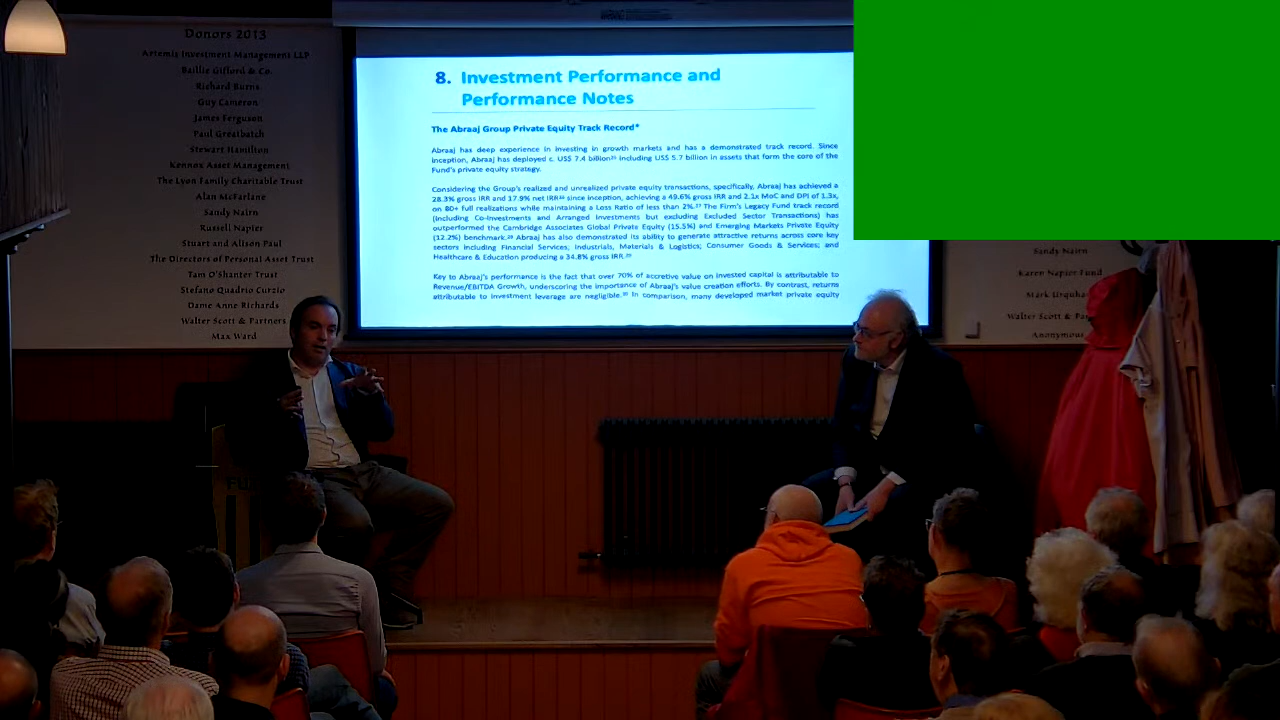 Donors 2013
Artemis Investment Management LLP
Baillie Gifford & Co.
Richard Burns
Guy Cameron
James Ferguson
Paul Greatbatch
Stewart Hamilton
Kennox Asset Management
The Lyon Family Charitable Trust
Alan McFarlane
Sandy Nairn
Russell Napier
Stuart and Alison Paul
The Directors of Personal Asset Trust
Tam O'Shanter Trust
Stefano Quadrio Curzio
Dame Anne Richards
Walter Scott & Partners
Max Ward
8. Investment Performance and
Performance Notes
The Abraaj Group Private Equity Track Record*
Abraaj has deep experience in investing in growth markets and has a demonstrated track record. Since
inception, Abraaj has deployed c. US$ 7.4 billion including US$ 5.7 billion in assets that form the core of the
Fund's private equity strategy.
Considering the Group's realized and unrealized private equity transactions, specifically, Abraaj has achieved a
28.3% gross IRR and 17.9% net IRR since inception, achieving a 49.6% gross IRR and 2.1x MoC and DPI of 1.3x,
on 80+ full realizations while maintaining a Loss Ratio of less than 2%. The Firm's Legacy Fund track record
(including Co-Investments and Arranged Investments but excluding Excluded Sector Transactions) has
outperformed the Cambridge Associates Global Private Equity (15.5%) and Emerging Markets Private Equity
(12.2%) benchmark. Abraaj has also demonstrated its ability to generate attractive returns across core key
sectors including Financial Services; Industrials, Materials & Logistics; Consumer Goods & Services; and
Healthcare & Education producing a 34.8% gross IRR.
Key to Abraaj's performance is the fact that over 70% of accretive value on invested capital is attributable to
Revenue/EBITDA Growth, underscoring the importance of Abraaj's value creation efforts. By contrast, returns
attributable to investment leverage are negligible. In comparison, many developed market private equity
Sandy Nairn
Karen Napier Fund
Mark Urquha
Walter Scott & Pa
Anonymous